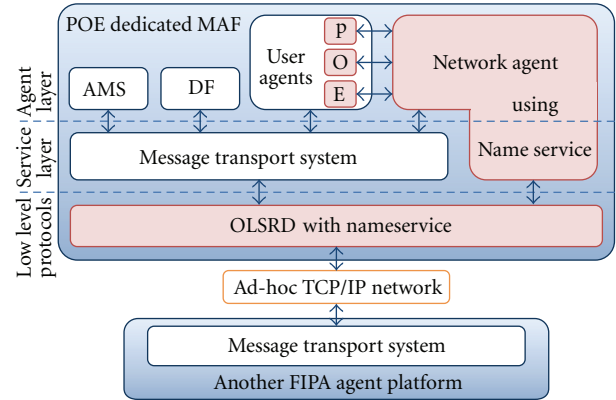 POE dedicated MAF
User
agents
P
O
E
Network agent
using
Name service
AMS
DF
Message transport system
OLSRD with nameservice
Agent
layer
Service
layer
Low level
protocols
Ad-hoc TCP/IP network
Message transport system
Another FIPA agent platform